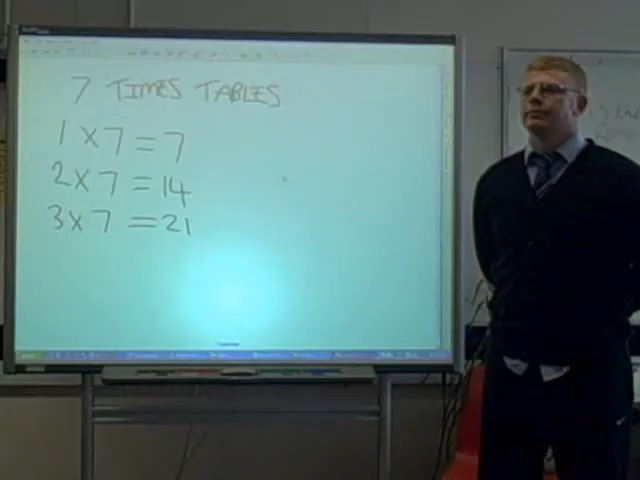 7 TIMES TABLES
1 x 7 = 7
2 x 7 = 14
3 x 7 = 21